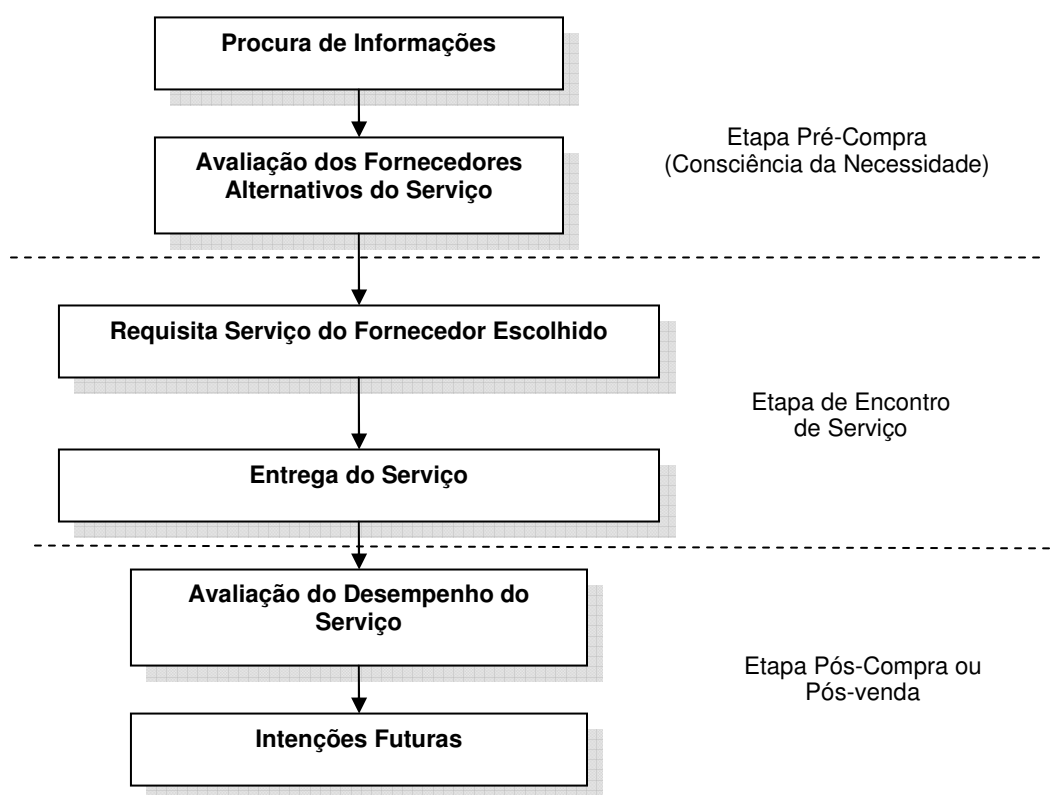 Procura de Informações
Avaliação dos Fornecedores
Alternativos do Serviço
Etapa Pré-Compra
(Consciência da Necessidade)
Requisita Serviço do Fornecedor Escolhido
Entrega do Serviço
Etapa de Encontro
de Serviço
Avaliação do Desempenho do
Serviço
Intenções Futuras
Etapa Pós-Compra ou
Pós-venda